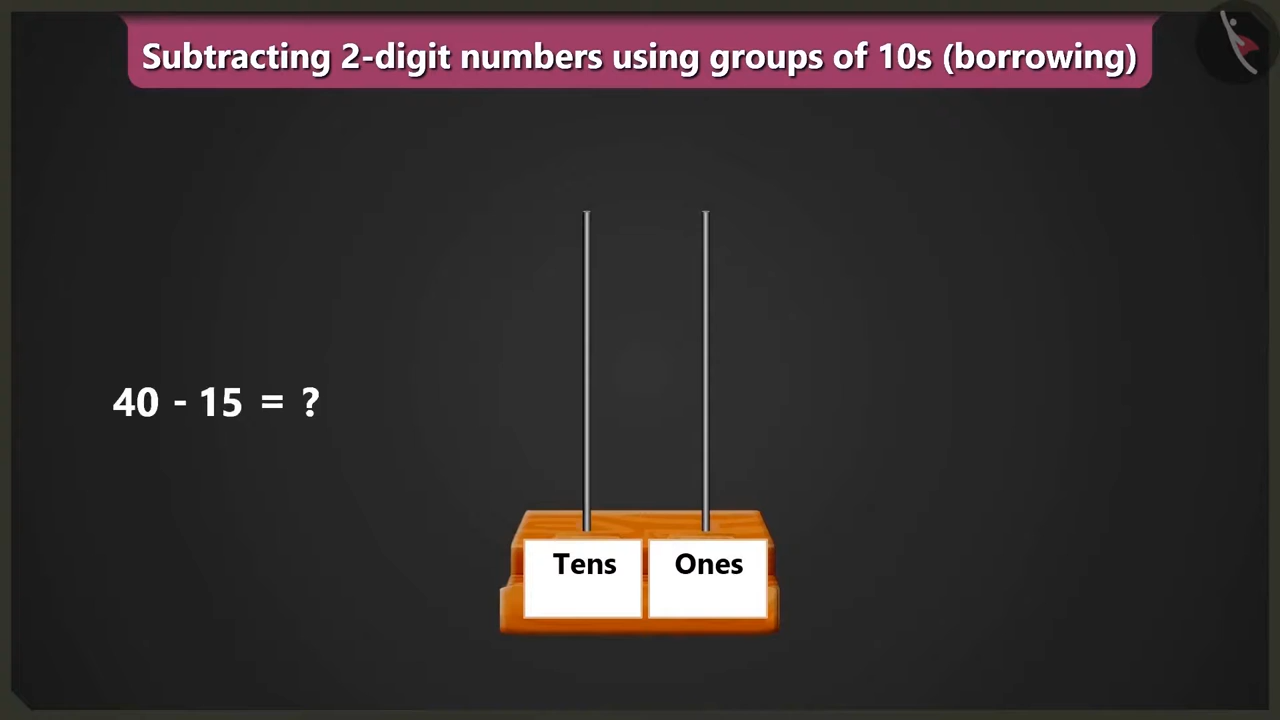 Subtracting 2-digit numbers using groups of 10s (borrowing)
40 - 15 = ?
Tens Ones